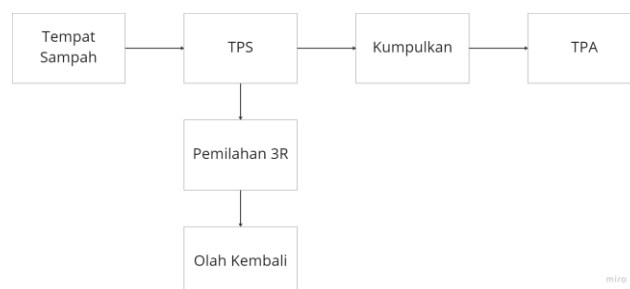 Tempat
Sampah
TPS
Kumpulkan
TPA
Pemilahan 3R
Olah Kembali
miro